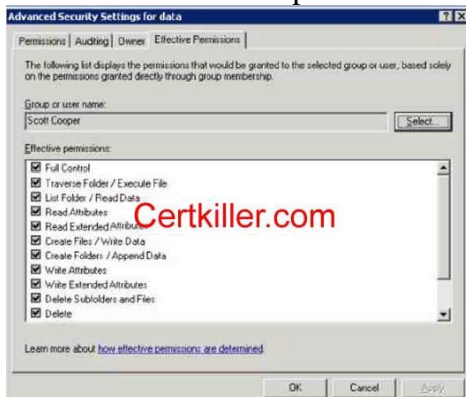 Advanced Security Settings for data
Permissions Auditing Owner Effective Permissions
The following list displays the permissions that would be granted to the selected group or user, based solely
on the permissions granted directly through group membership.
Group or user name:
Scott Cooper
Select...
Effective permissions:
Full Control
Traverse Folder / Execute File
List Folder / Read Data
Read Attributes
Read Extended Attributes
Create Files / Write Data
Create Folders / Append Data
Write Attributes
Write Extended Attributes
Delete Subfolders and Files
Delete
Certkiller.com
Learn more about how effective permissions are determined.
OK Cancel Apply